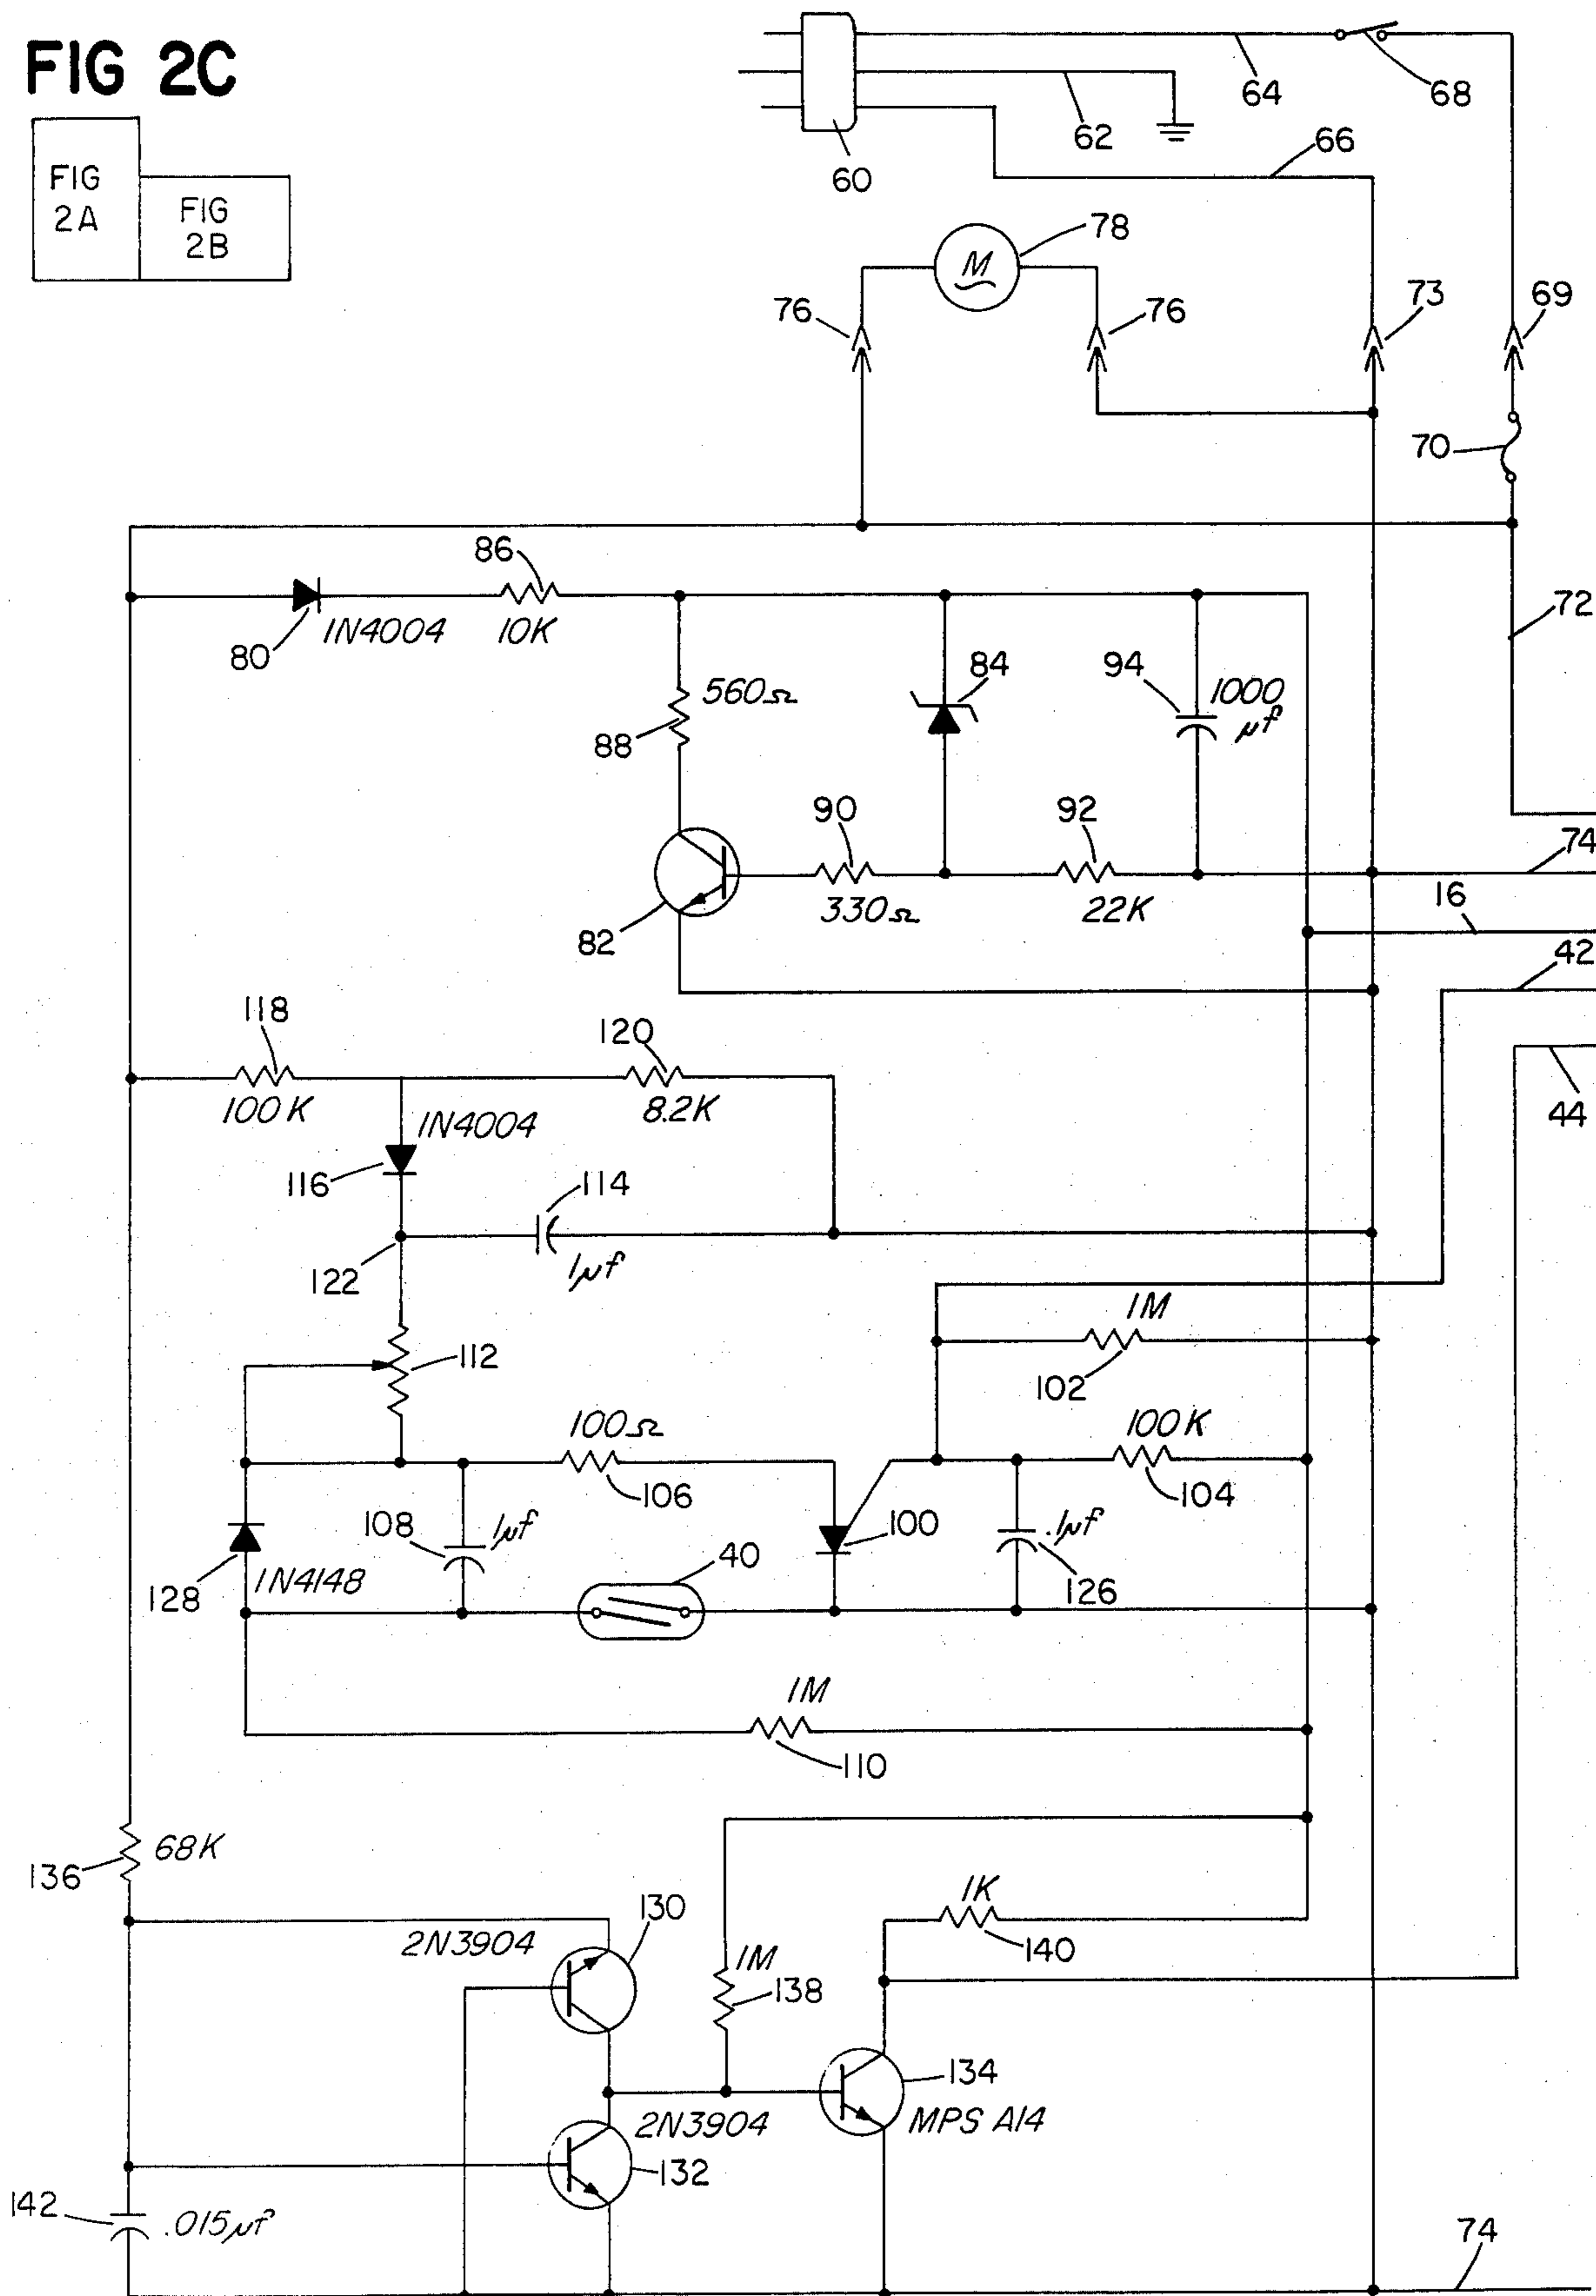 FIG 2C
FIG
2A
FIG
2B
60
62
64
68
66
78
M
76
76
73
69
70
72
86
80
1N4004
10K
560Ω
88
84
94
1000
μf
90
92
330Ω
22K
82
74
16
42
44
118
120
100K
8.2K
1N4004
116
114
122
1μf
112
1M
102
100Ω
106
100K
104
108
1μf
100
.1μf
126
40
128
1N4148
1M
110
136
68K
130
2N3904
1K
140
1M
138
134
2N3904
MPS A14
132
142
.015μf
74